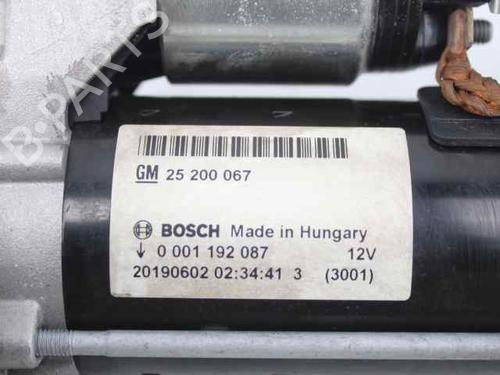 B-PARTS
GM 25 200 067
BOSCH Made in Hungary
↓ 0 001 192 087 12V
20190602 02:34:41 3 (3001)